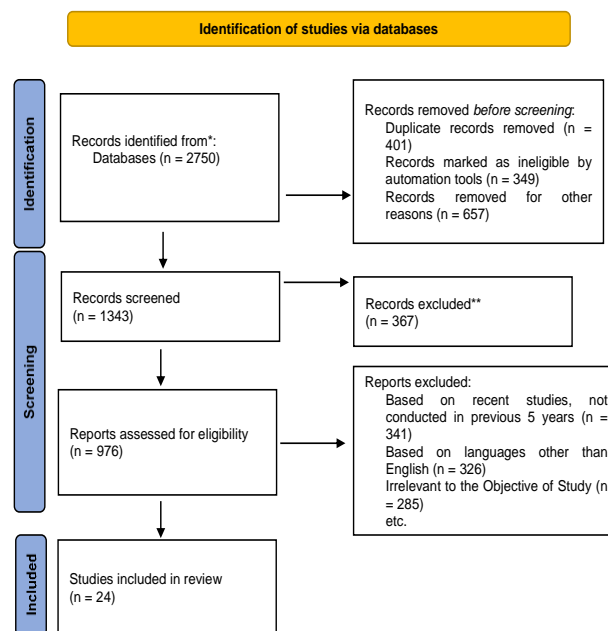 Identification of studies via databases
Identification
Records identified from*:
Databases (n = 2750)
Records removed before screening:
Duplicate records removed (n =
401)
Records marked as ineligible by
automation tools (n = 349)
Records removed for other
reasons (n = 657)
Screening
Records screened
(n = 1343)
Records excluded**
(n = 367)
Reports assessed for eligibility
(n = 976)
Reports excluded:
Based on recent studies, not
conducted in previous 5 years (n =
341)
Based on languages other than
English (n = 326)
Irrelevant to the Objective of Study (n
= 285)
etc.
Included
Studies included in review
(n = 24)